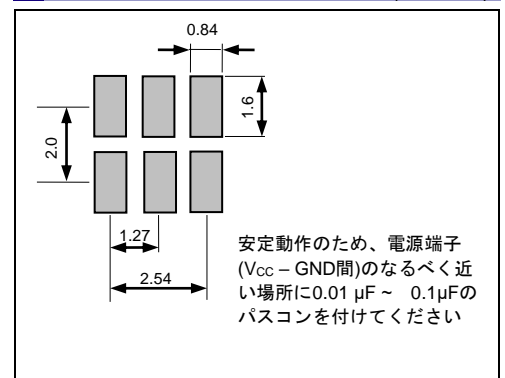 0.84
1.6
2.0
1.27
2.54
安定動作のため、電源端子
(Vcc – GND間)のなるべく近
い場所に0.01 µF ~ 0.1µFの
パスコンを付けてください